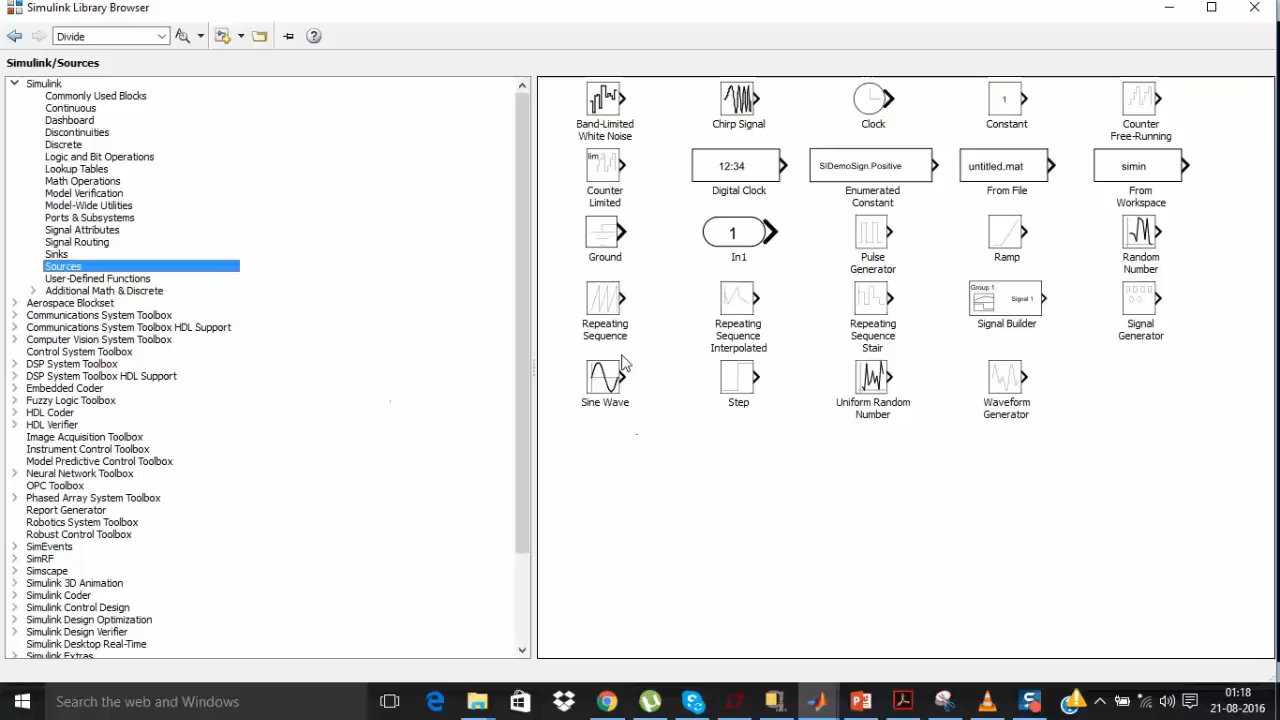 Simulink Library Browser
Divide
Simulink/Sources
Simulink
Commonly Used Blocks
Continuous
Dashboard
Discontinuities
Discrete
Logic and Bit Operations
Lookup Tables
Math Operations
Model Verification
Model-Wide Utilities
Ports & Subsystems
Signal Attributes
Signal Routing
Sinks
Sources
User-Defined Functions
Additional Math & Discrete
Aerospace Blockset
Communications System Toolbox
Communications System Toolbox HDL Support
Computer Vision System Toolbox
Control System Toolbox
DSP System Toolbox
DSP System Toolbox HDL Support
Embedded Coder
Fuzzy Logic Toolbox
HDL Coder
HDL Verifier
Image Acquisition Toolbox
Instrument Control Toolbox
Model Predictive Control Toolbox
Neural Network Toolbox
OPC Toolbox
Phased Array System Toolbox
Report Generator
Robotics System Toolbox
Robust Control Toolbox
SimEvents
SimRF
Simscape
Simulink 3D Animation
Simulink Coder
Simulink Control Design
Simulink Design Optimization
Simulink Design Verifier
Simulink Desktop Real-Time
Simulink Extras
Band-Limited
White Noise
Chirp Signal
Clock
1
Constant
Counter
Free-Running
lim
Counter
Limited
12:34
Digital Clock
SlDemoSign.Positive
Enumerated
Constant
untitled.mat
From File
simin
From
Workspace
Ground
1
In1
Pulse
Generator
Ramp
Random
Number
Repeating
Sequence
Repeating
Sequence
Interpolated
Repeating
Sequence
Stair
Group 1
Signal 1
Signal Builder
Signal
Generator
Sine Wave
Step
Uniform Random
Number
Waveform
Generator
Search the web and Windows
01:18
21-08-2016